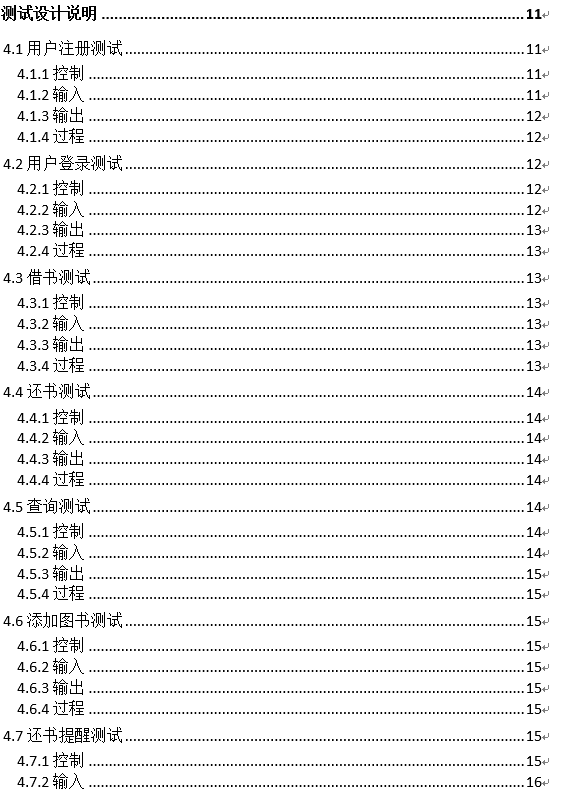 测试设计说明 ........ 11
4.1 用户注册测试 ........ 11
4.1.1 控制 ........ 11
4.1.2 输入 ........ 11
4.1.3 输出 ........ 12
4.1.4 过程 ........ 12
4.2 用户登录测试 ........ 12
4.2.1 控制 ........ 12
4.2.2 输入 ........ 12
4.2.3 输出 ........ 13
4.2.4 过程 ........ 13
4.3 借书测试 ........ 13
4.3.1 控制 ........ 13
4.3.2 输入 ........ 13
4.3.3 输出 ........ 13
4.3.4 过程 ........ 13
4.4 还书测试 ........ 14
4.4.1 控制 ........ 14
4.4.2 输入 ........ 14
4.4.3 输出 ........ 14
4.4.4 过程 ........ 14
4.5 查询测试 ........ 14
4.5.1 控制 ........ 14
4.5.2 输入 ........ 14
4.5.3 输出 ........ 15
4.5.4 过程 ........ 15
4.6 添加图书测试 ........ 15
4.6.1 控制 ........ 15
4.6.2 输入 ........ 15
4.6.3 输出 ........ 15
4.6.4 过程 ........ 15
4.7 还书提醒测试 ........ 15
4.7.1 控制 ........ 15
4.7.2 输入 ........ 16